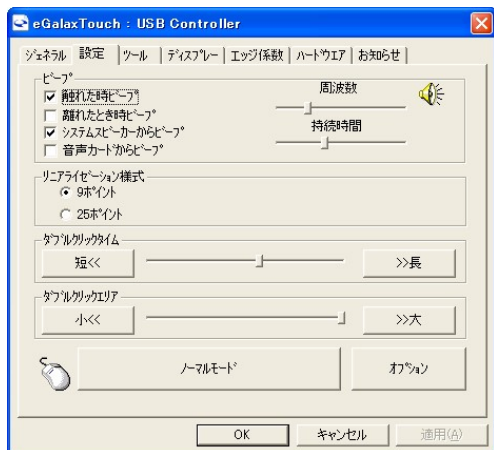 eGalaxTouch : USB Controller
ジェネラル 設定 ツール ディスプレー エッジ係数 ハードウエア お知らせ
ビープ
触れた時ビープ
離れたとき時ビープ
システムスピーカーからビープ
音声カードからビープ
周波数
持続時間
リニアライゼーション様式
9ポイント
25ポイント
ダブルクリックタイム
短<< >>長
ダブルクリックエリア
小<< >>大
ノーマルモード オプション
OK キャンセル 適用(A)